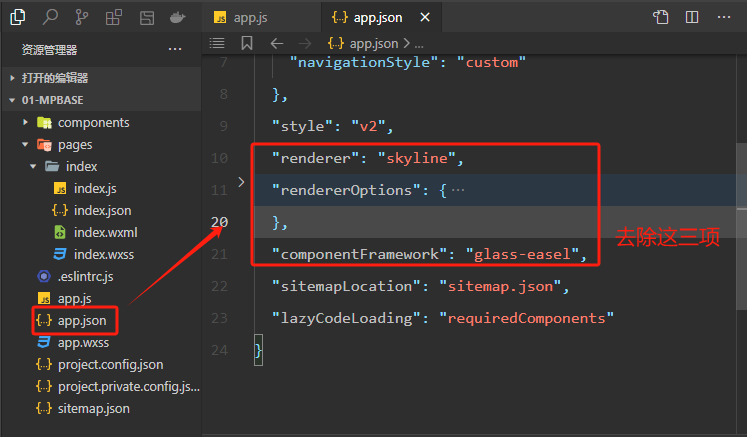 app.js
app.json
资源管理器
app.json > ...
打开的编辑器
01-MPBASE
components
pages
index
index.js
index.json
index.wxml
index.wxss
.eslintrc.js
app.js
app.json
app.wxss
project.config.json
project.private.config.js...
sitemap.json
7 "navigationStyle": "custom"
8 },
9 "style": "v2",
10 "renderer": "skyline",
11 "rendererOptions": {···
20 },
21 "componentFramework": "glass-easel",
22 "sitemapLocation": "sitemap.json",
23 "lazyCodeLoading": "requiredComponents"
24 }
去除这三项